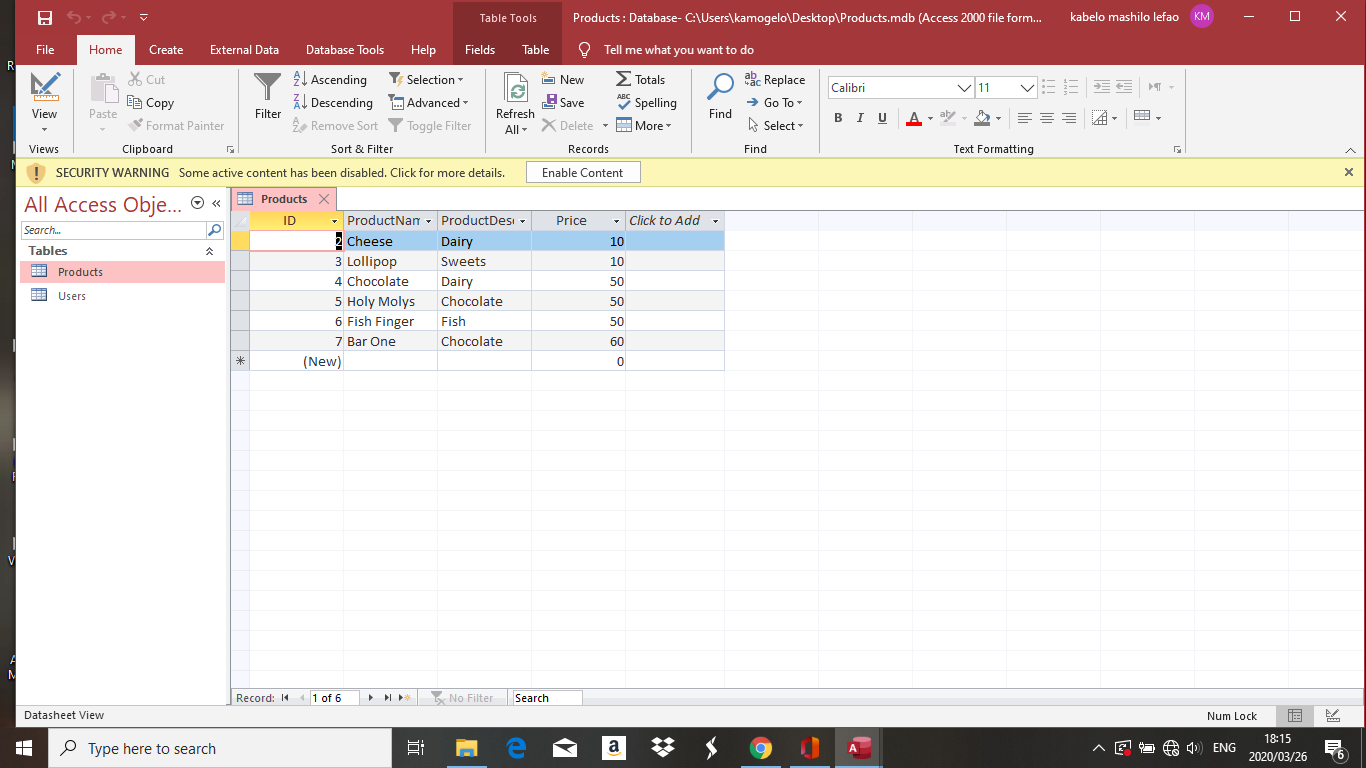 Table Tools
Products : Database- C:\Users\kamogelo\Desktop\Products.mdb (Access 2000 file form...
kabelo mashilo lefao KM
File Home Create External Data Database Tools Help Fields Table Tell me what you want to do
View
Views
Paste
Cut
Copy
Format Painter
Clipboard
Filter
Ascending
Descending
Remove Sort
Selection
Advanced
Toggle Filter
Sort & Filter
Refresh
All
New
Save
Delete
Totals
Spelling
More
Records
Find
Replace
Go To
Select
Find
Calibri 11
B I U A
Text Formatting
SECURITY WARNING Some active content has been disabled. Click for more details. Enable Content
All Access Obje...
Search...
Tables
Products
Users
Products
ID ProductNam ProductDesc Price Click to Add
2 Cheese Dairy 10
3 Lollipop Sweets 10
4 Chocolate Dairy 50
5 Holy Molys Chocolate 50
6 Fish Finger Fish 50
7 Bar One Chocolate 60
(New) 0
Record: 1 of 6 No Filter Search
Datasheet View Num Lock
Type here to search
ENG
18:15
2020/03/26
6